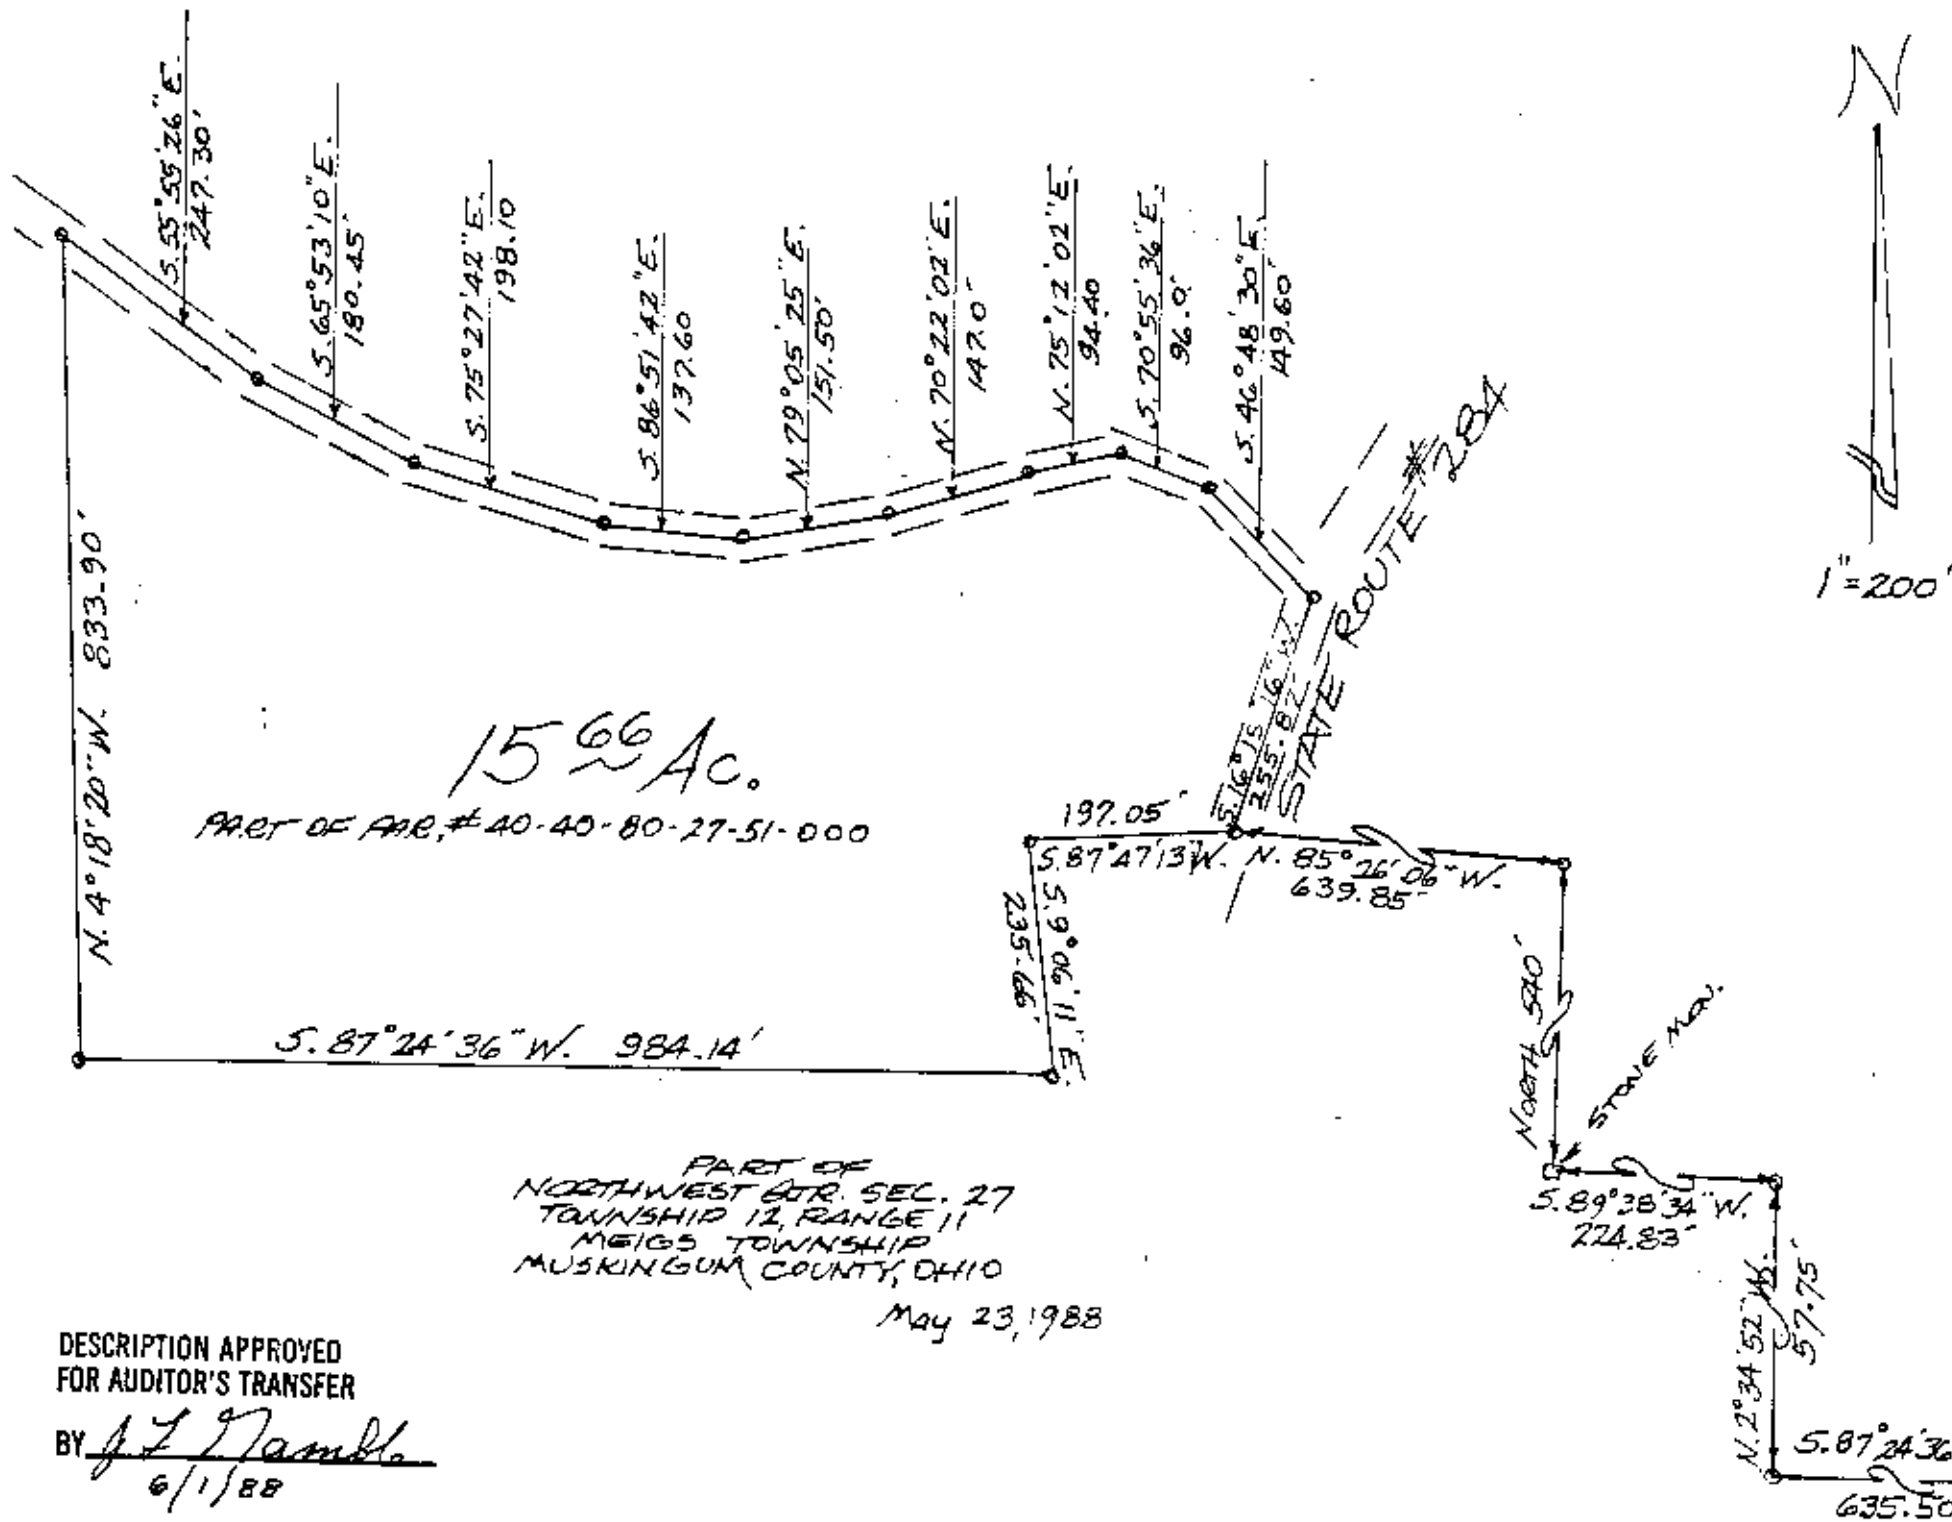 S. 55° 55' 26" E.
247.30'
S. 65° 53' 10" E.
180.45'
S. 75° 27' 42" E.
198.10
S. 86° 51' 42" E.
137.60
N. 79° 05' 25" E.
151.50'
N. 70° 22' 02" E.
147.0'
N. 75° 12' 02" E.
94.40
S. 70° 55' 36" E.
96.0'
S. 46° 48' 30" E.
149.60'
N
1" = 200'
STATE ROUTE # 284
S. 16° 15' 16" W.
255.82'
N. 4° 18' 20" W. 833.90'
15 66 Ac.
PART OF PAR. # 40-40-80-27-51-000
197.05'
S. 87° 47' 13" W.
N. 85° 26' 06" W.
639.85'
S. 9° 06' 11" E.
235.66'
S. 87° 24' 36" W. 984.14'
NORTH 540'
STONE MON.
S. 89° 38' 34" W.
224.83'
N. 2° 34' 52" W.
57.75'
S. 87° 24' 36
635.50
PART OF
NORTHWEST QTR. SEC. 27
TOWNSHIP 12, RANGE 11
MEIGS TOWNSHIP
MUSKINGUM COUNTY, OHIO
May 23, 1988
DESCRIPTION APPROVED
FOR AUDITOR'S TRANSFER
BY J F
6/1/88